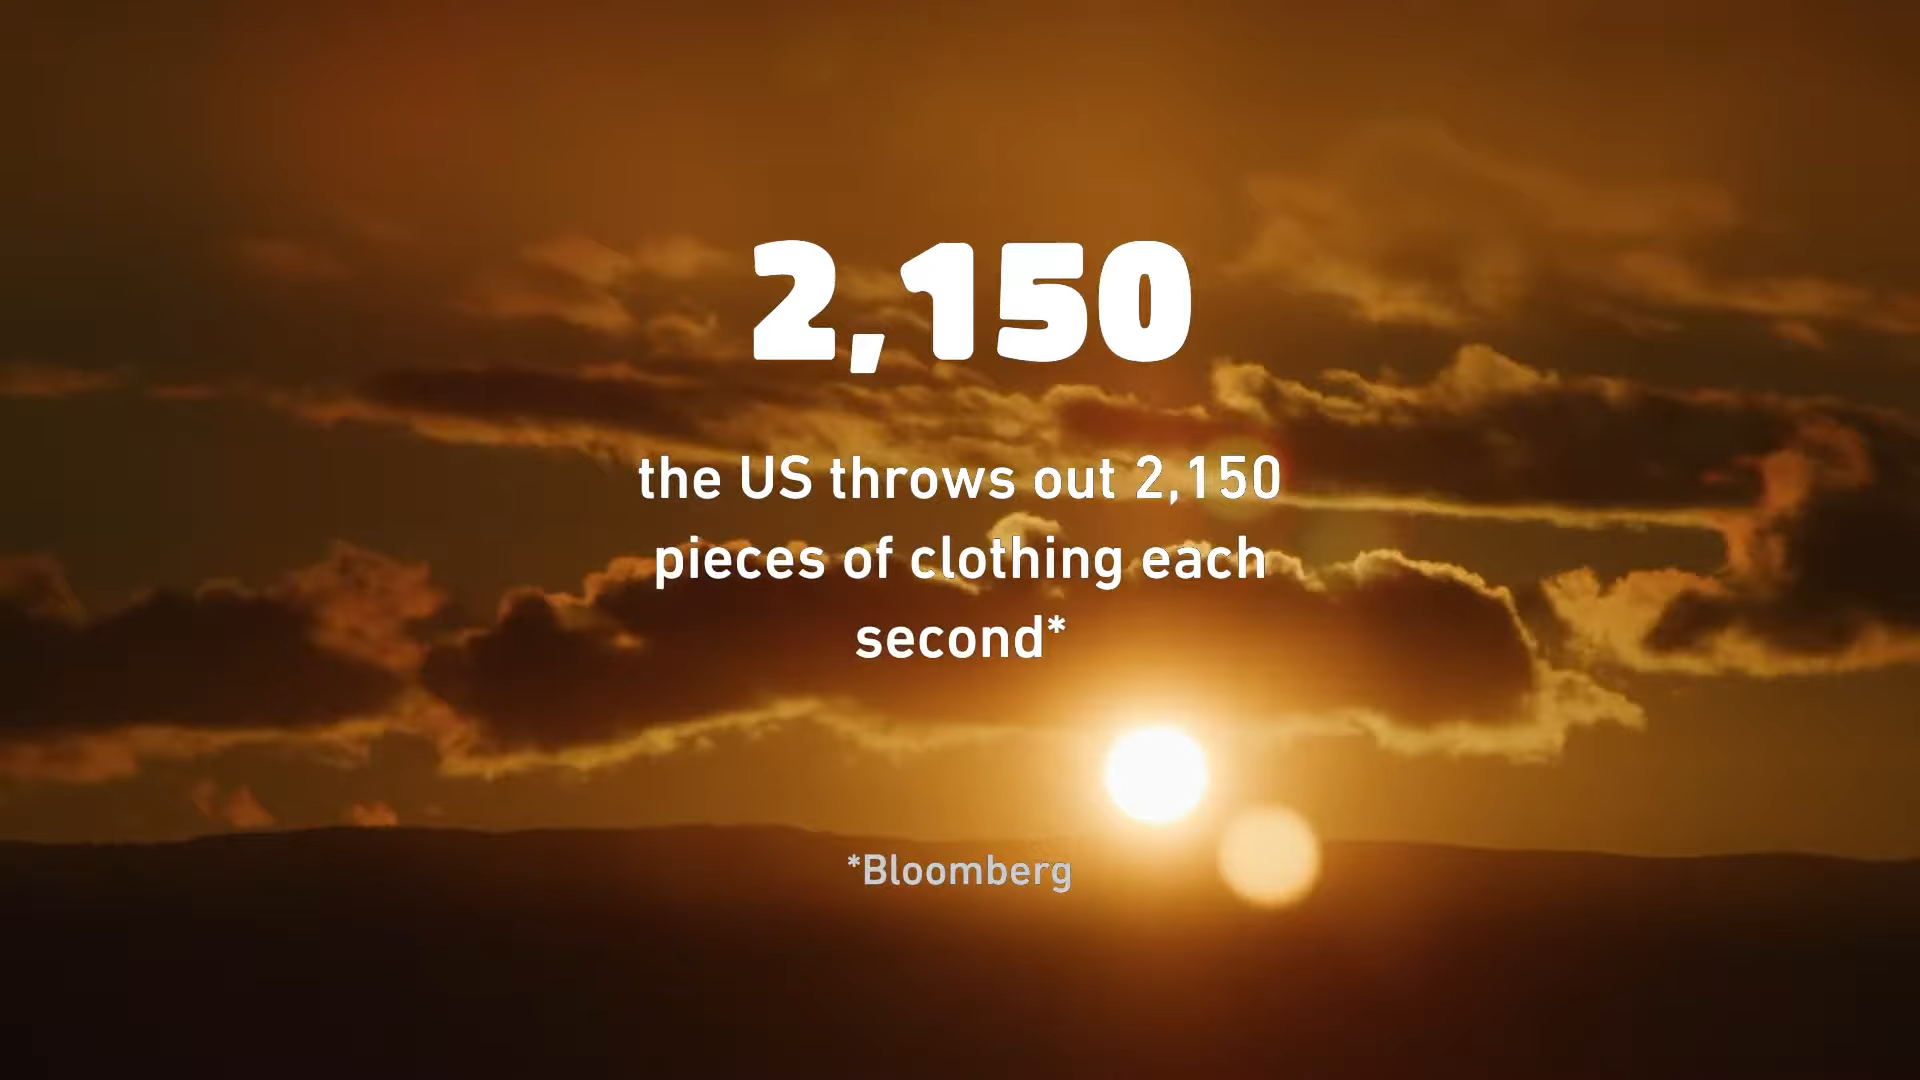 2,150
the US throws out 2,150
pieces of clothing each
second*
*Bloomberg